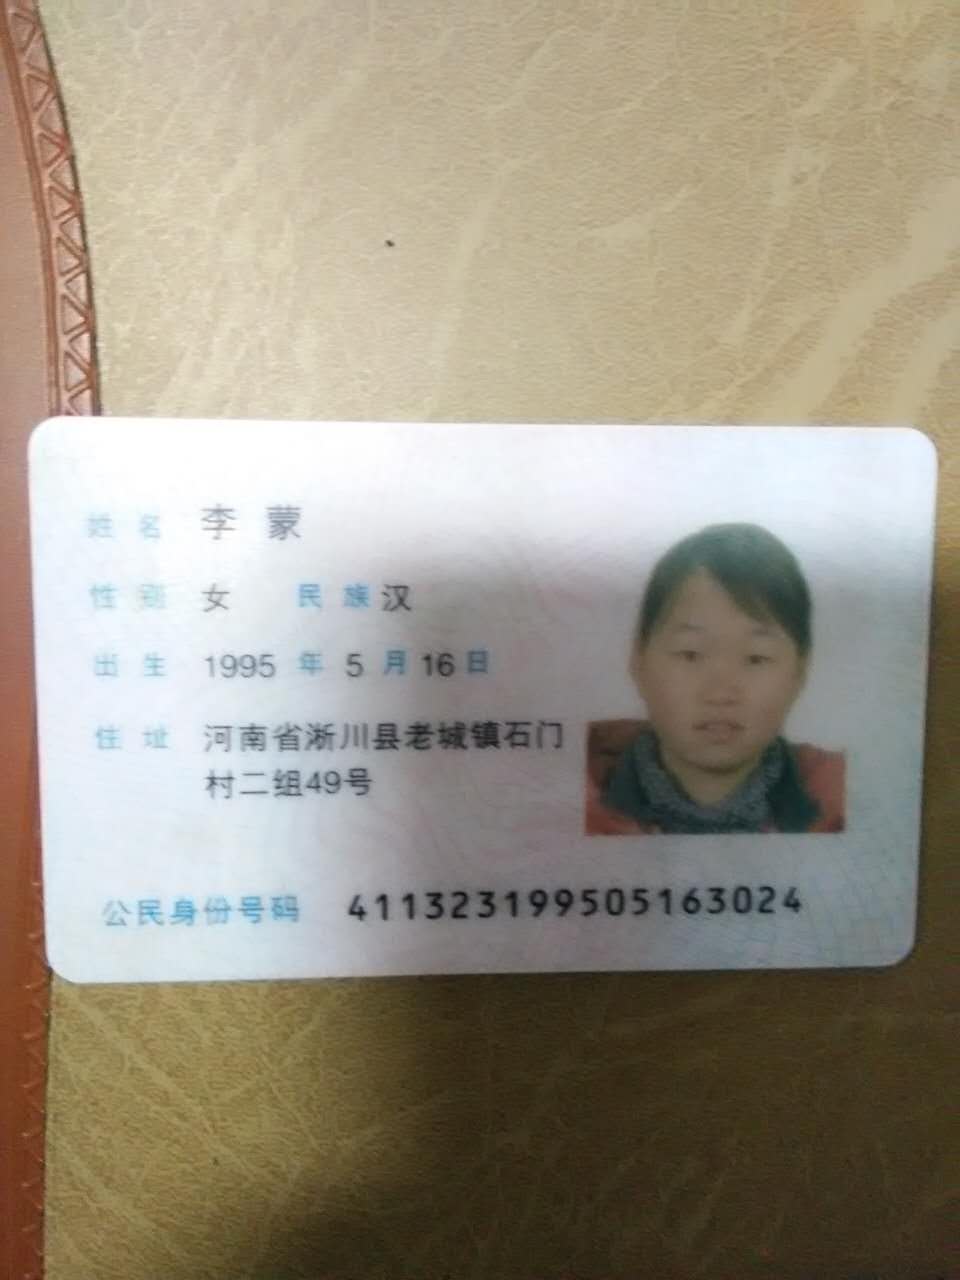 姓名 李蒙
性别 女 民族 汉
出生 1995 年 5 月 16 日
住址 河南省淅川县老城镇石门
村二组49号
公民身份号码 411323199505163024